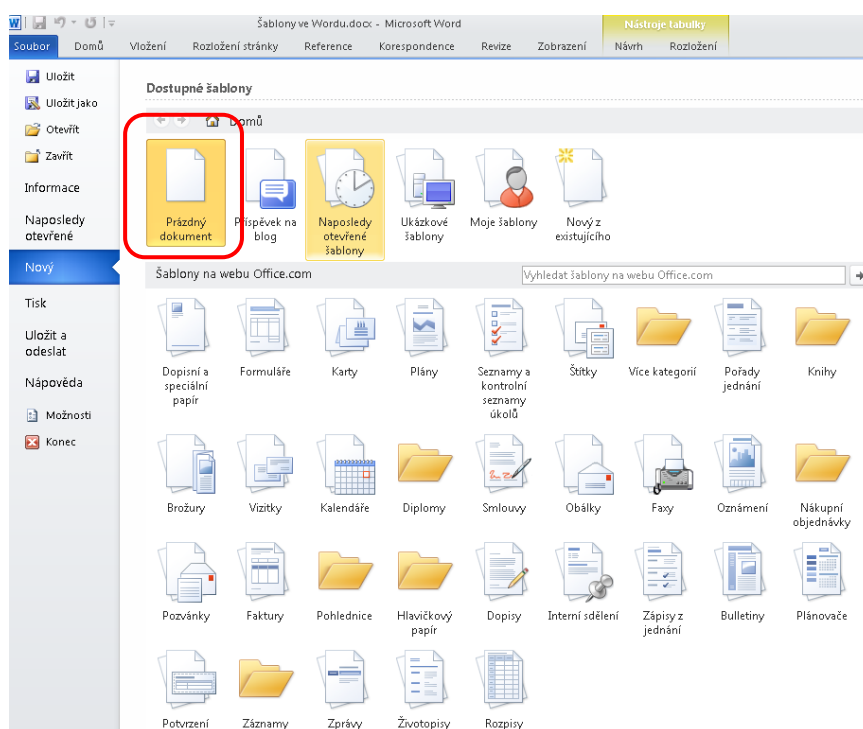 Šablony ve Wordu.docx - Microsoft Word
Nástroje tabulky
Soubor Domů Vložení Rozložení stránky Reference Korespondence Revize Zobrazení Návrh Rozložení
Uložit
Uložit jako
Otevřít
Zavřít
Informace
Naposledy
otevřené
Nový
Tisk
Uložit a
odeslat
Nápověda
Možnosti
Konec
Dostupné šablony
Domů
Prázdný
dokument
Příspěvek na
blog
Naposledy
otevřené
šablony
Ukázkové
šablony
Moje šablony
Nový z
existujícího
Šablony na webu Office.com
Vyhledat šablony na webu Office.com
Dopisní a
speciální
papír
Formuláře
Karty
Plány
Seznamy a
kontrolní
seznamy
úkolů
Štítky
Více kategorií
Pořady
jednání
Knihy
Brožury
Vizitky
Kalendáře
Diplomy
Smlouvy
Obálky
Faxy
Oznámení
Nákupní
objednávky
Pozvánky
Faktury
Pohlednice
Hlavičkový
papír
Dopisy
Interní sdělení
Zápisy z
jednání
Bulletiny
Plánovače
Potvrzení
Záznamy
Zprávy
Životopisy
Rozpisy